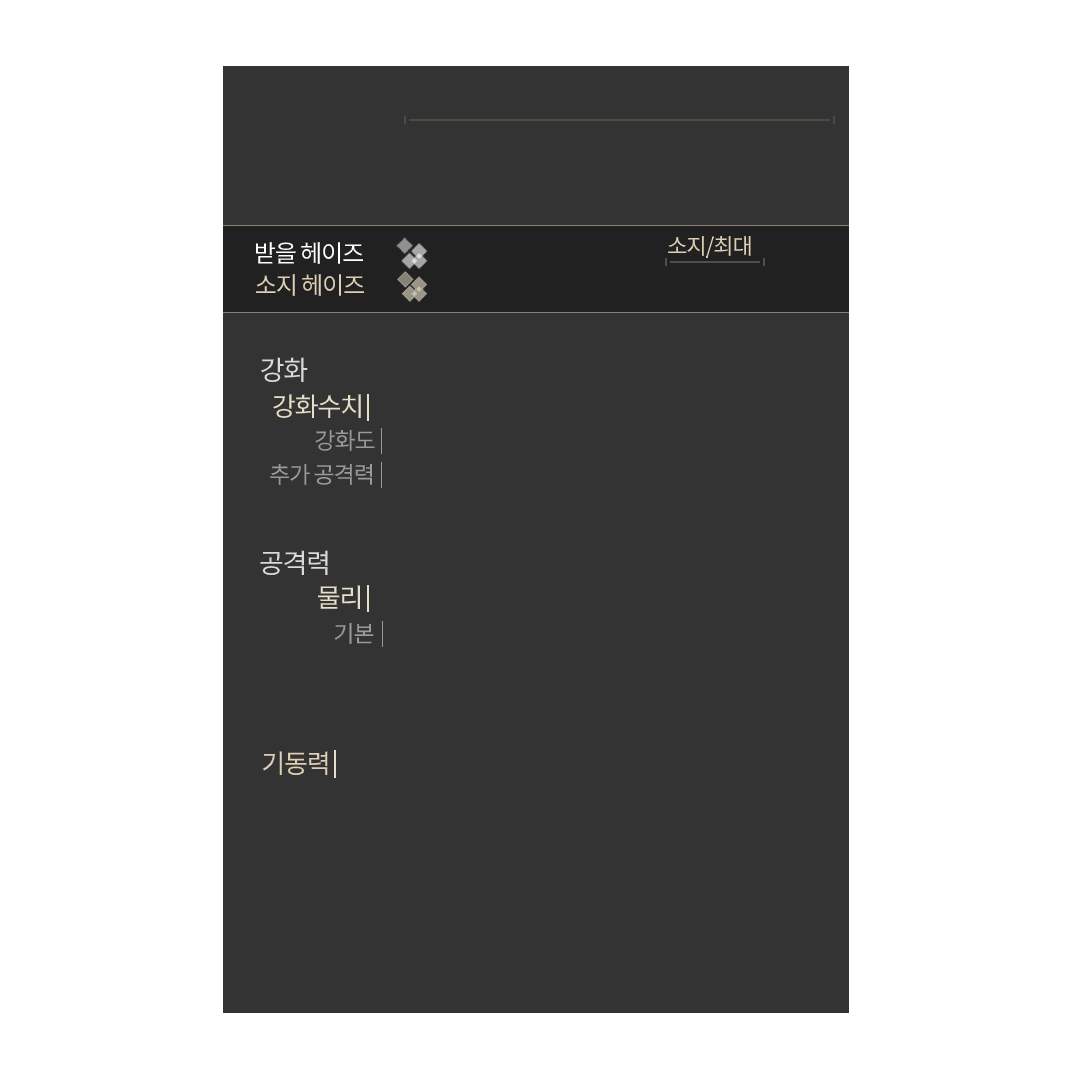 받을 헤이즈
소지/최대
소지 헤이즈
강화
강화수치
강화도
추가 공격력
공격력
물리
기본
기동력